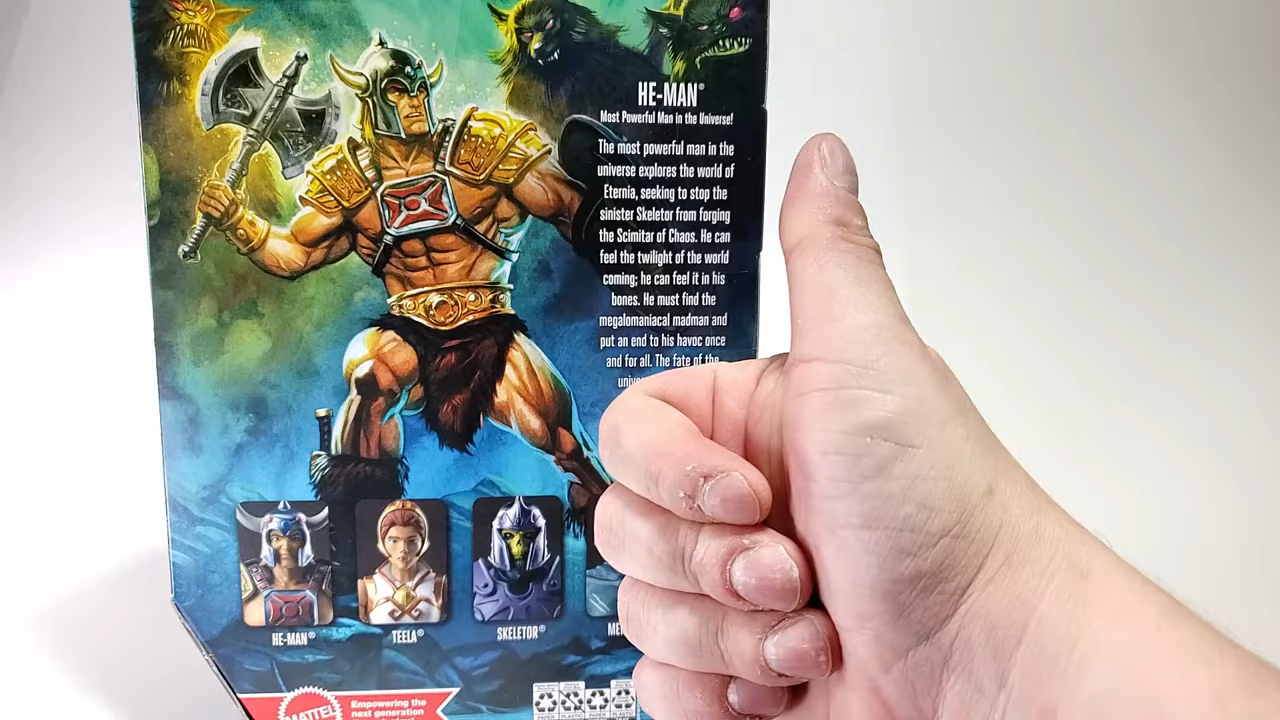 HE-MAN®
Most Powerful Man in the Universe!
The most powerful man in the
universe explores the world of
Eternia, seeking to stop the
sinister Skeletor from forging
the Scimitar of Chaos. He can
feel the twilight of the world
coming; he can feel it in his
bones. He must find the
megalomaniacal madman and
put an end to his havoc once
and for all. The fate of the
HE-MAN®
TEELA®
SKELETOR®
MATTEL
Empowering the
next generation
PAPER
PLASTIC
PAPER